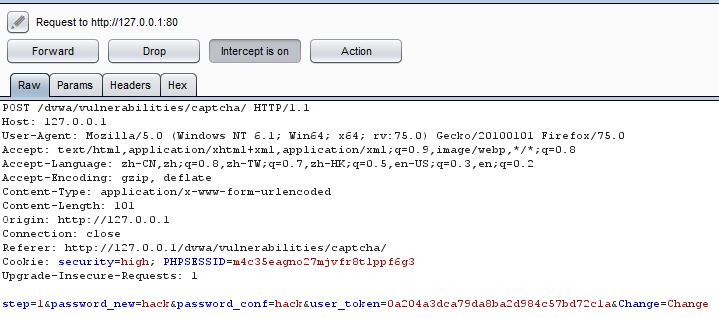 Request to http://127.0.0.1:80
Forward
Drop
Intercept is on
Action
Raw
Params
Headers
Hex
POST /dvwa/vulnerabilities/captcha/ HTTP/1.1
Host: 127.0.0.1
User-Agent: Mozilla/5.0 (Windows NT 6.1; Win64; x64; rv:75.0) Gecko/20100101 Firefox/75.0
Accept: text/html,application/xhtml+xml,application/xml;q=0.9,image/webp,*/*;q=0.8
Accept-Language: zh-CN,zh;q=0.8,zh-TW;q=0.7,zh-HK;q=0.5,en-US;q=0.3,en;q=0.2
Accept-Encoding: gzip, deflate
Content-Type: application/x-www-form-urlencoded
Content-Length: 101
Origin: http://127.0.0.1
Connection: close
Referer: http://127.0.0.1/dvwa/vulnerabilities/captcha/
Cookie: security=high; PHPSESSID=m4c35eagno27mjvfr8tlppf6g3
Upgrade-Insecure-Requests: 1
step=1&password_new=hack&password_conf=hack&user_token=0a204a3dca79da8ba2d984c57bd72c1a&Change=Change